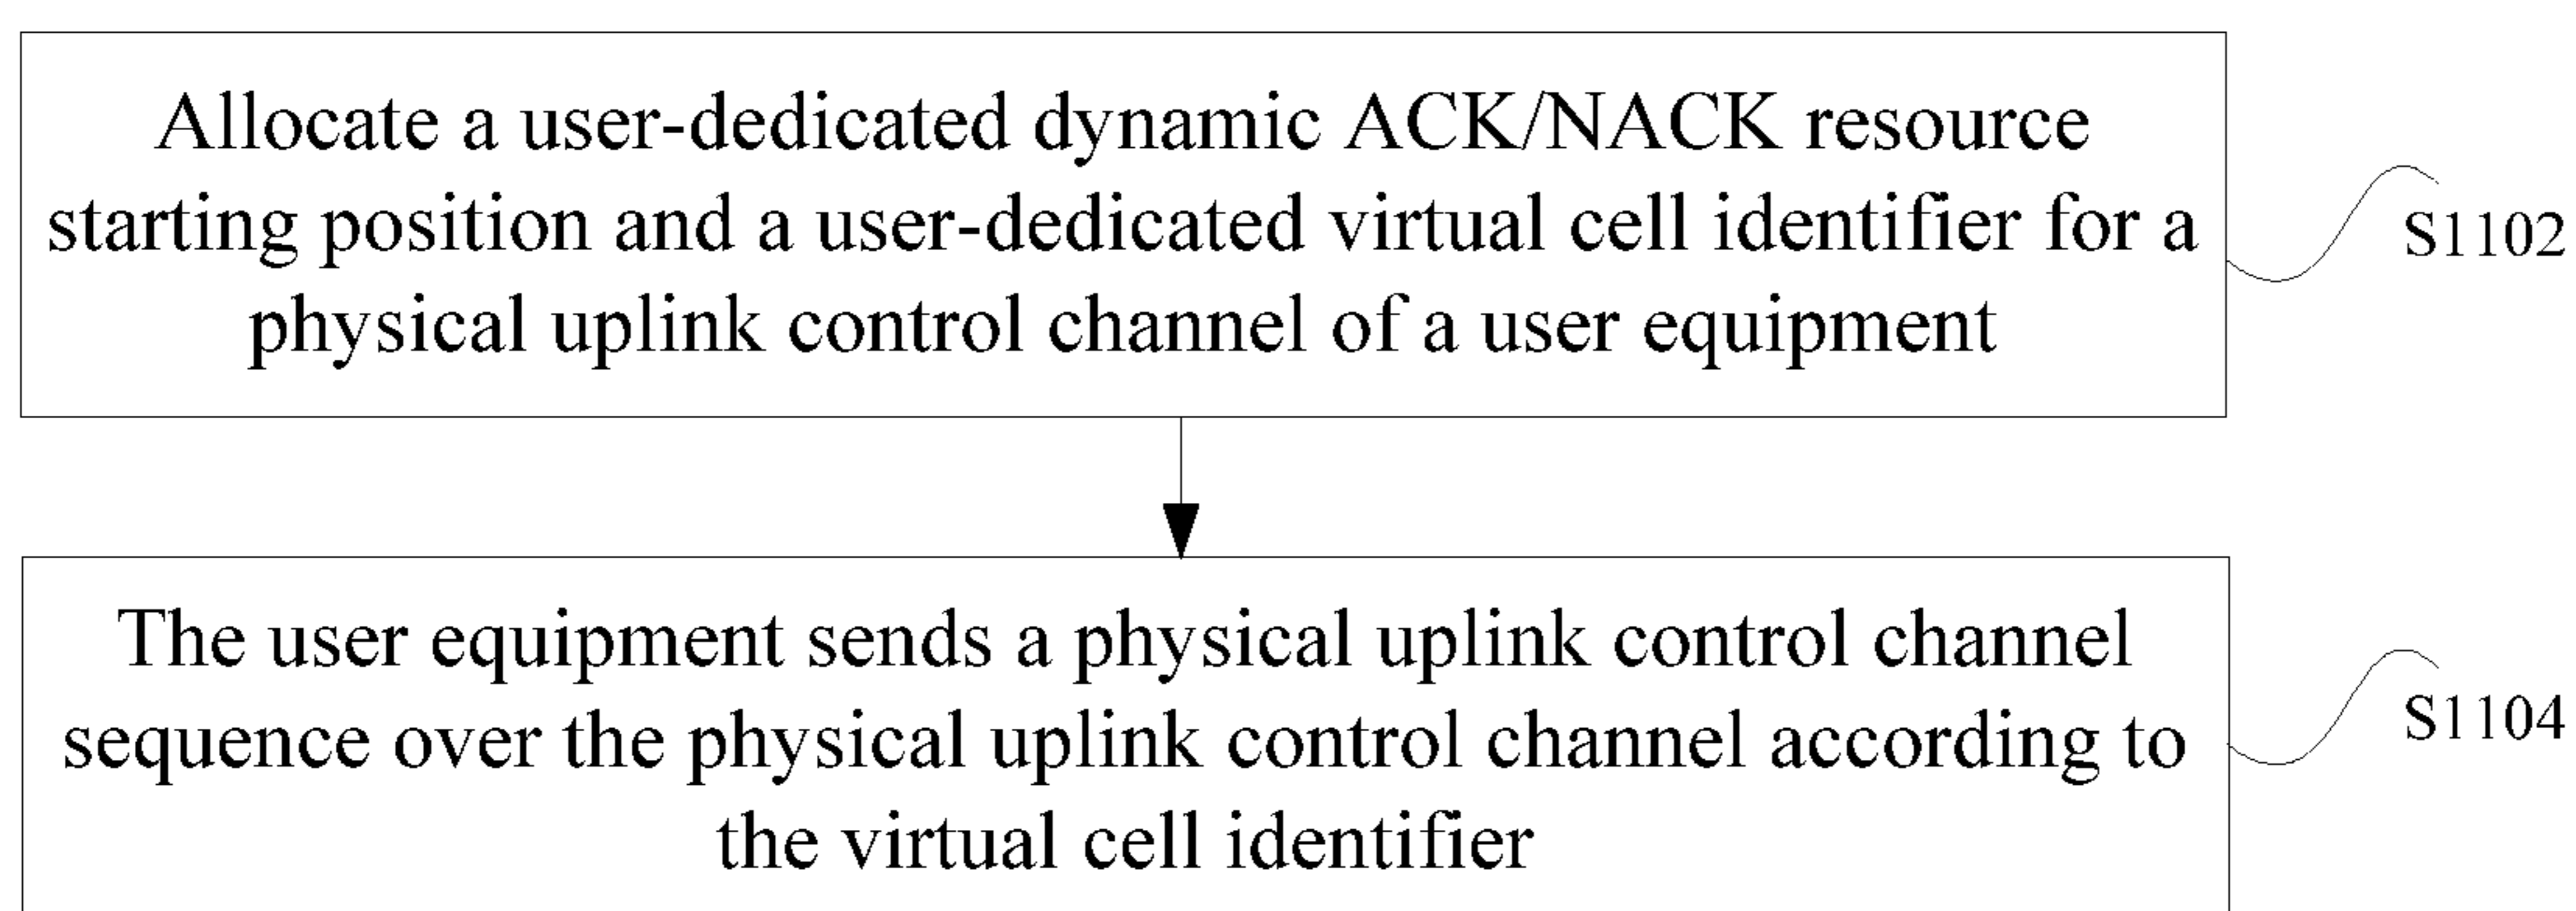 Allocate a user-dedicated dynamic ACK/NACK resource
starting position and a user-dedicated virtual cell identifier for a
physical uplink control channel of a user equipment
S1102
The user equipment sends a physical uplink control channel
sequence over the physical uplink control channel according to
the virtual cell identifier
S1104